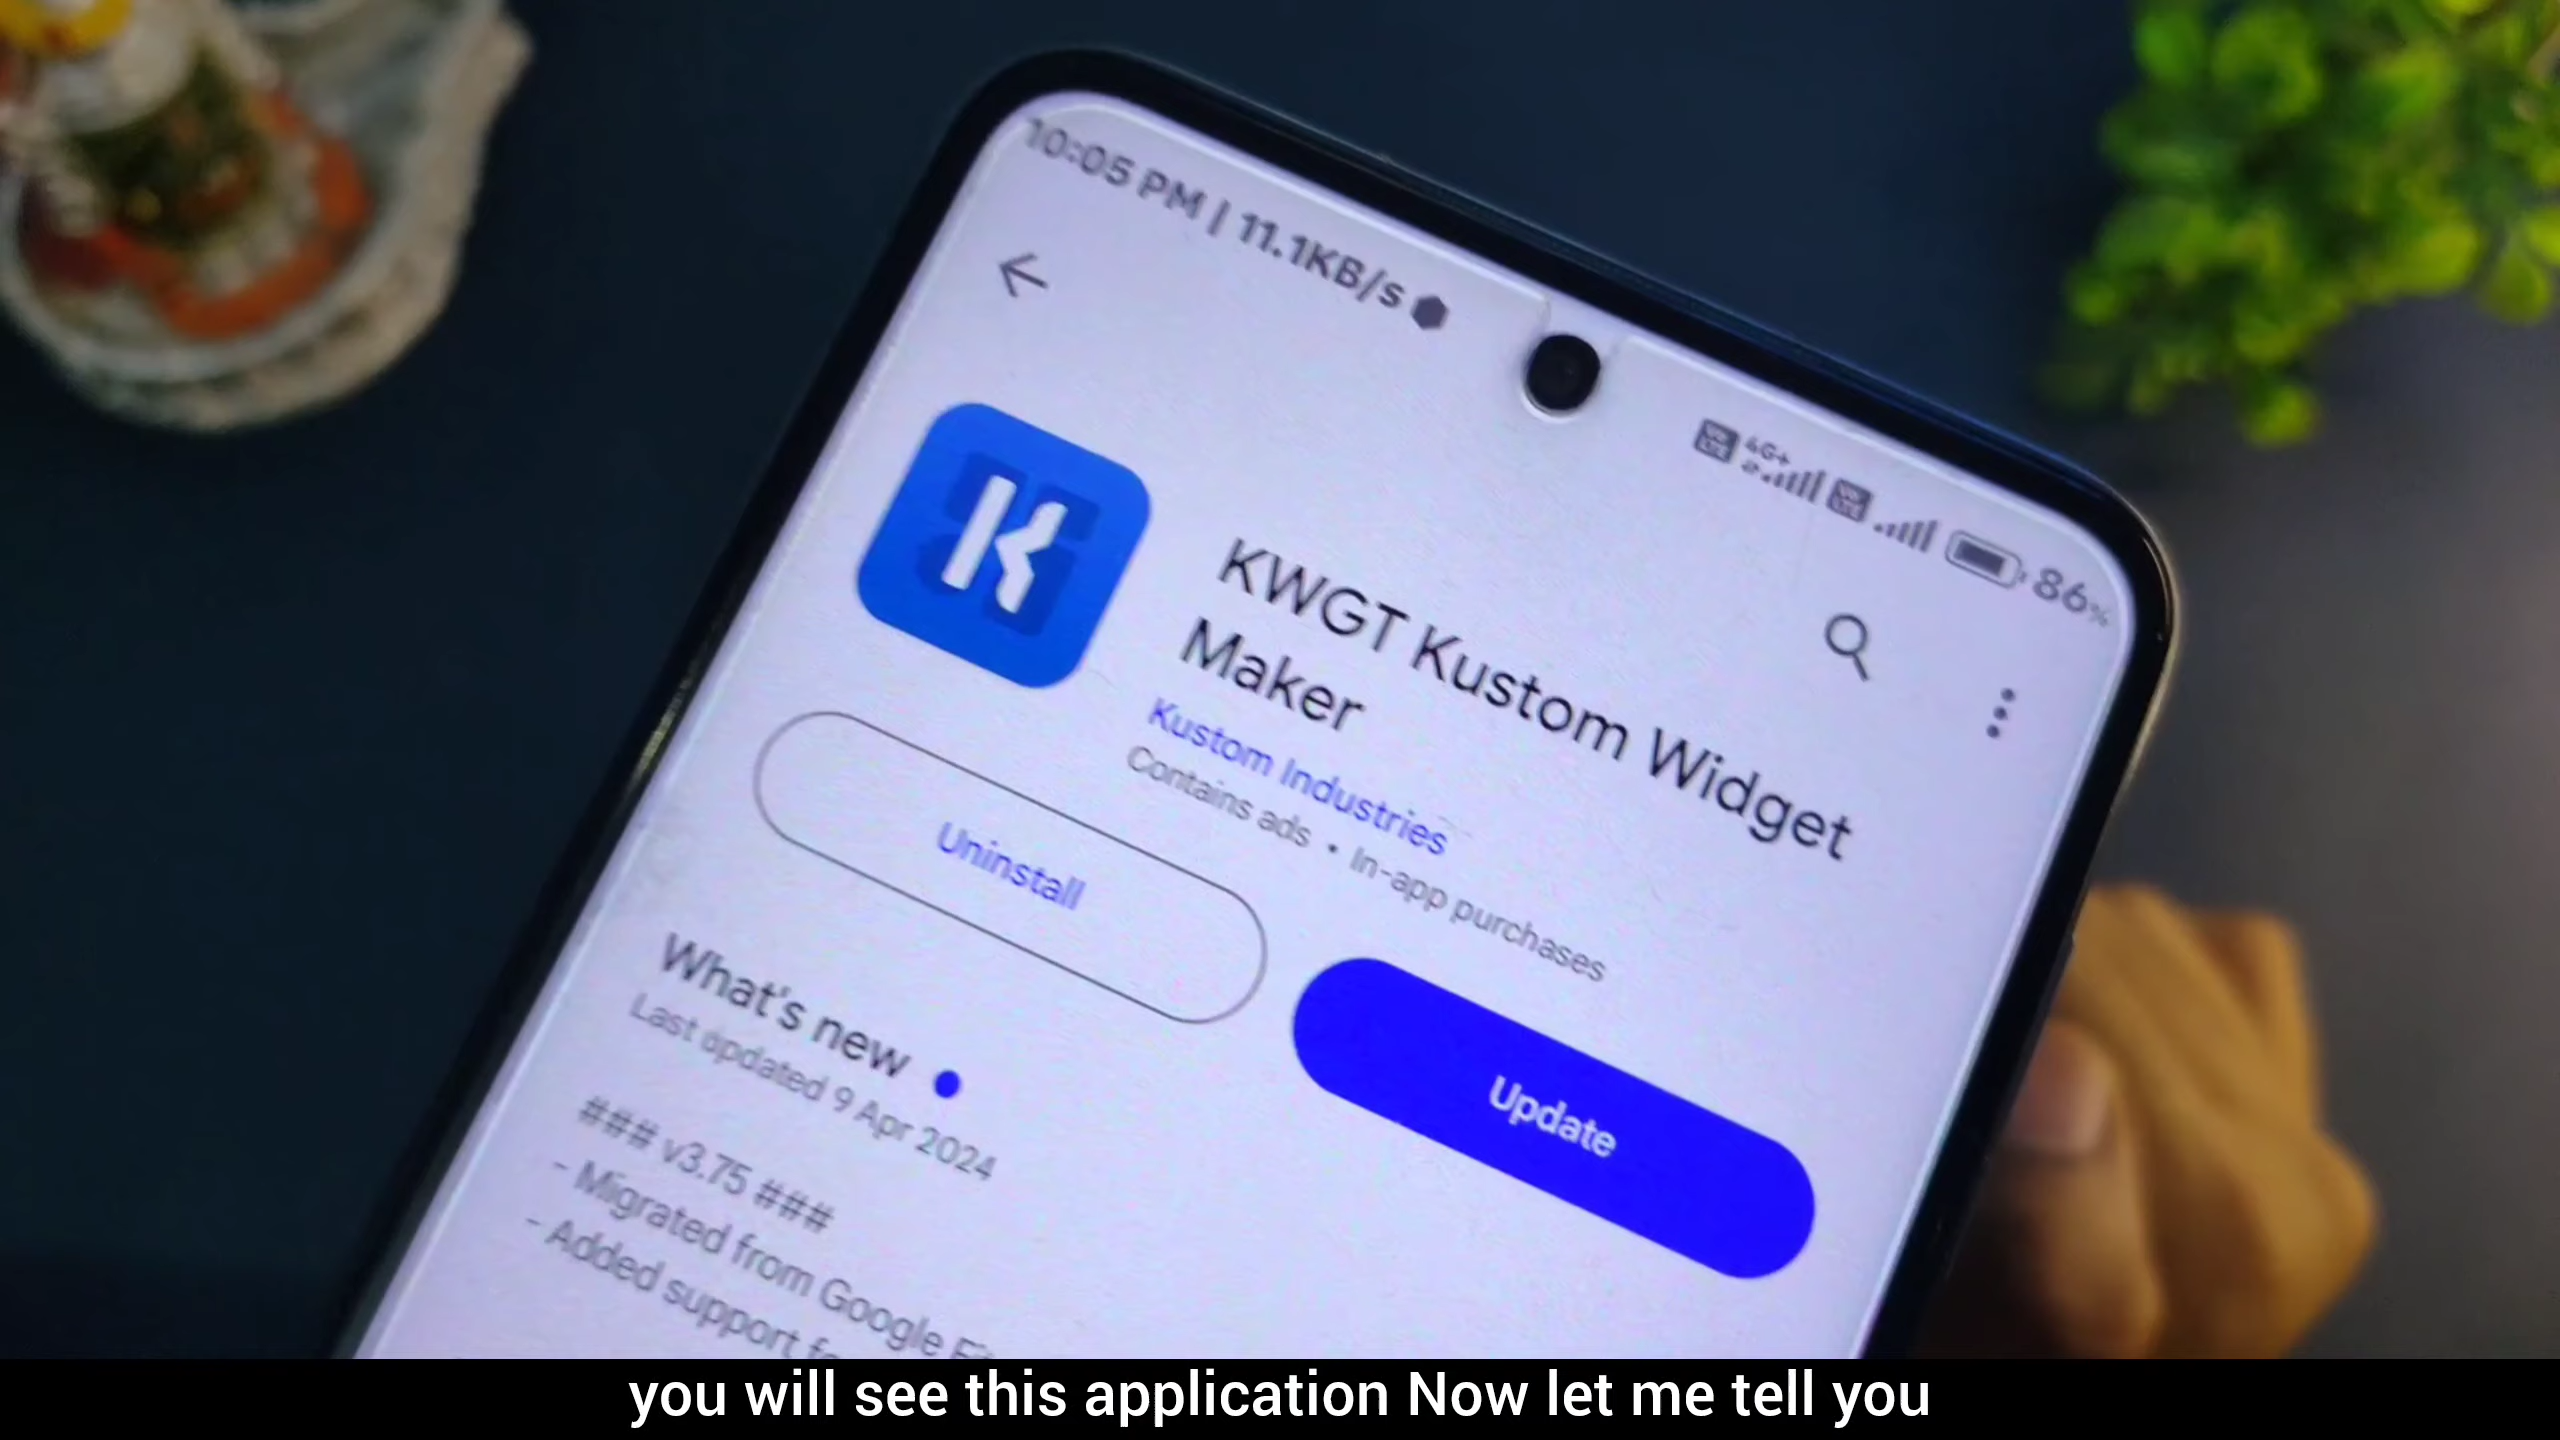 10:05 PM | 11.1KB/s
4G+
86%
K
KWGT Kustom Widget
Maker
Kustom Industries
Contains ads • In-app purchases
Uninstall
Update
What's new
Last updated 9 Apr 2024
### v3.75 ###
- Migrated from Google
- Added support
you will see this application Now let me tell you